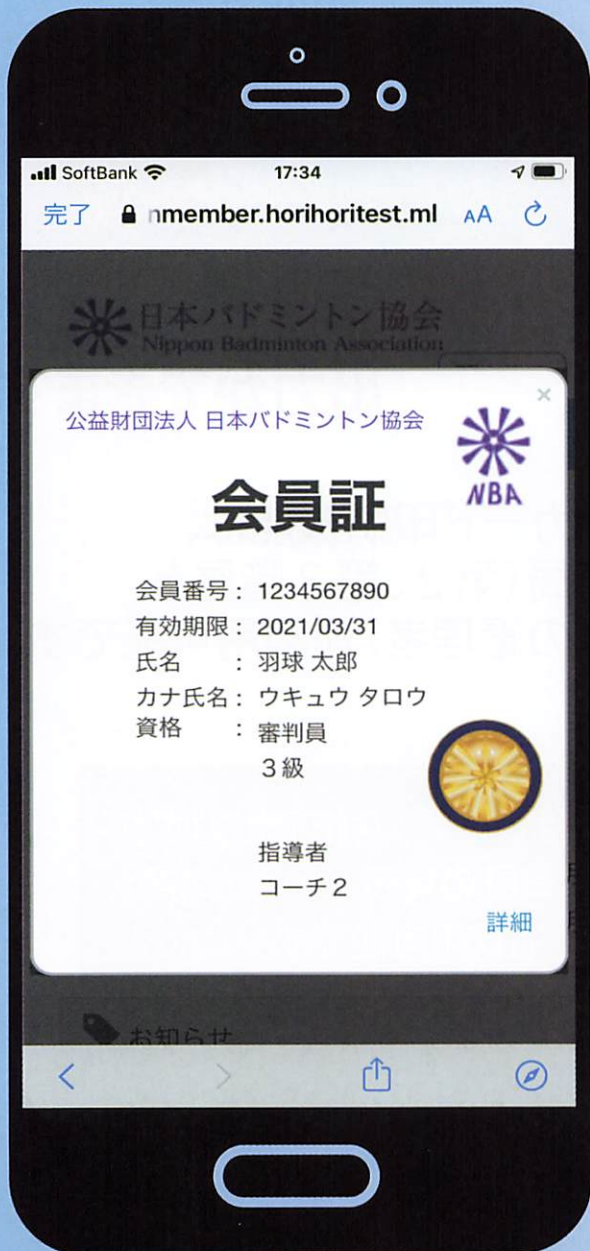 SoftBank 17:34
完了 nmember.horihoritest.ml AA
日本バドミントン協会
Nippon Badminton Association
公益財団法人 日本バドミントン協会
NBA
会員証
会員番号： 1234567890
有効期限： 2021/03/31
氏名 ： 羽球 太郎
カナ氏名： ウキュウ タロウ
資格 ： 審判員
３級
指導者
コーチ２
詳細
お知らせ